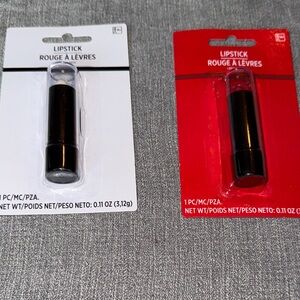 LIPSTICK
ROUGE À LÈVRES
1 PC/MC/PZA.
NET WT/POIDS NET/PESO NETO: 0.11 OZ (3,12g)
LIPSTICK
ROUGE À LÈVRES
1 PC/MC/PZA.
NET WT/POIDS NET/PESO NETO: 0.11 OZ (3,